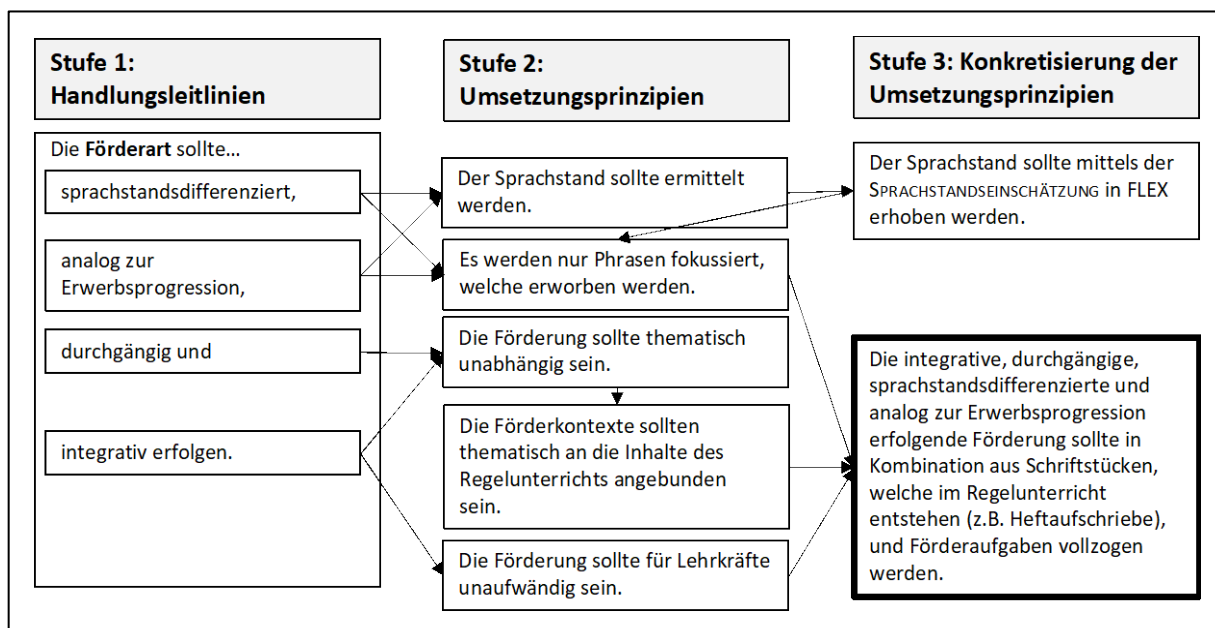 Stufe 1:
Handlungsleitlinien
Die Förderart sollte...
sprachstandsdifferenziert,
analog zur
Erwerbsprogression,
durchgängig und
integrativ erfolgen.
Stufe 2:
Umsetzungsprinzipien
Der Sprachstand sollte ermittelt
werden.
Es werden nur Phrasen fokussiert,
welche erworben werden.
Die Förderung sollte thematisch
unabhängig sein.
Die Förderkontexte sollten
thematisch an die Inhalte des
Regelunterrichts angebunden
sein.
Die Förderung sollte für Lehrkräfte
unaufwändig sein.
Stufe 3: Konkretisierung der
Umsetzungsprinzipien
Der Sprachstand sollte mittels der
SPRACHSTANDSEINSCHÄTZUNG in FLEX
erhoben werden.
Die integrative, durchgängige,
sprachstandsdifferenzierte und
analog zur Erwerbsprogression
erfolgende Förderung sollte in
Kombination aus Schriftstücken,
welche im Regelunterricht
entstehen (z.B. Heftaufschriebe),
und Förderaufgaben vollzogen
werden.